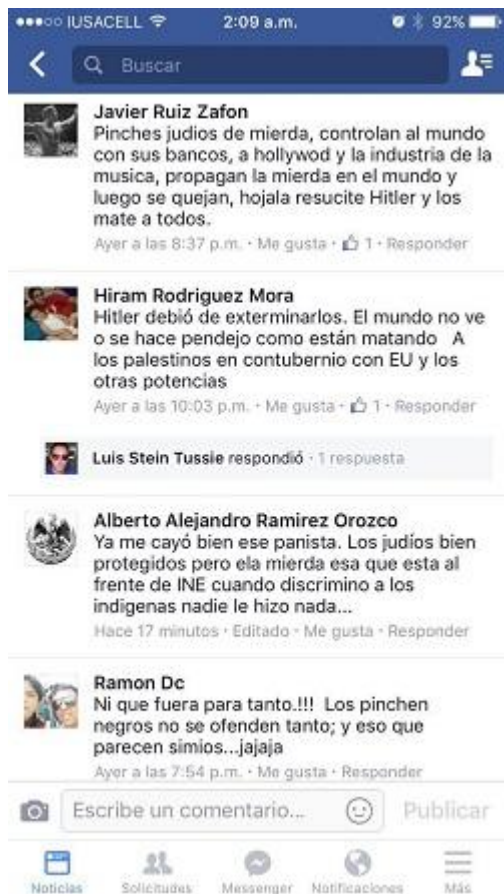 IUSACELL 2:09 a.m. 92%
Buscar
Javier Ruiz Zafon
Pinches judios de mierda, controlan al mundo
con sus bancos, a hollywod y la industria de la
musica, propagan la mierda en el mundo y
luego se quejan, hojala resucite Hitler y los
mate a todos.
Ayer a las 8:37 p.m. · Me gusta · 1 · Responder
Hiram Rodriguez Mora
Hitler debió de exterminarlos. El mundo no ve
o se hace pendejo como están matando A
los palestinos en contubernio con EU y los
otras potencias
Ayer a las 10:03 p.m. · Me gusta · 1 · Responder
Luis Stein Tussie respondió · 1 respuesta
Alberto Alejandro Ramirez Orozco
Ya me cayó bien ese panista. Los judíos bien
protegidos pero ela mierda esa que esta al
frente de INE cuando discrimino a los
indigenas nadie le hizo nada...
Hace 17 minutos · Editado · Me gusta · Responder
Ramon Dc
Ni que fuera para tanto.!!! Los pinchen
negros no se ofenden tanto; y eso que
parecen simios...jajaja
Ayer a las 7:54 p.m. · Me gusta · Responder
Escribe un comentario... Publicar
Noticias Solicitudes Messenger Notificaciones Más